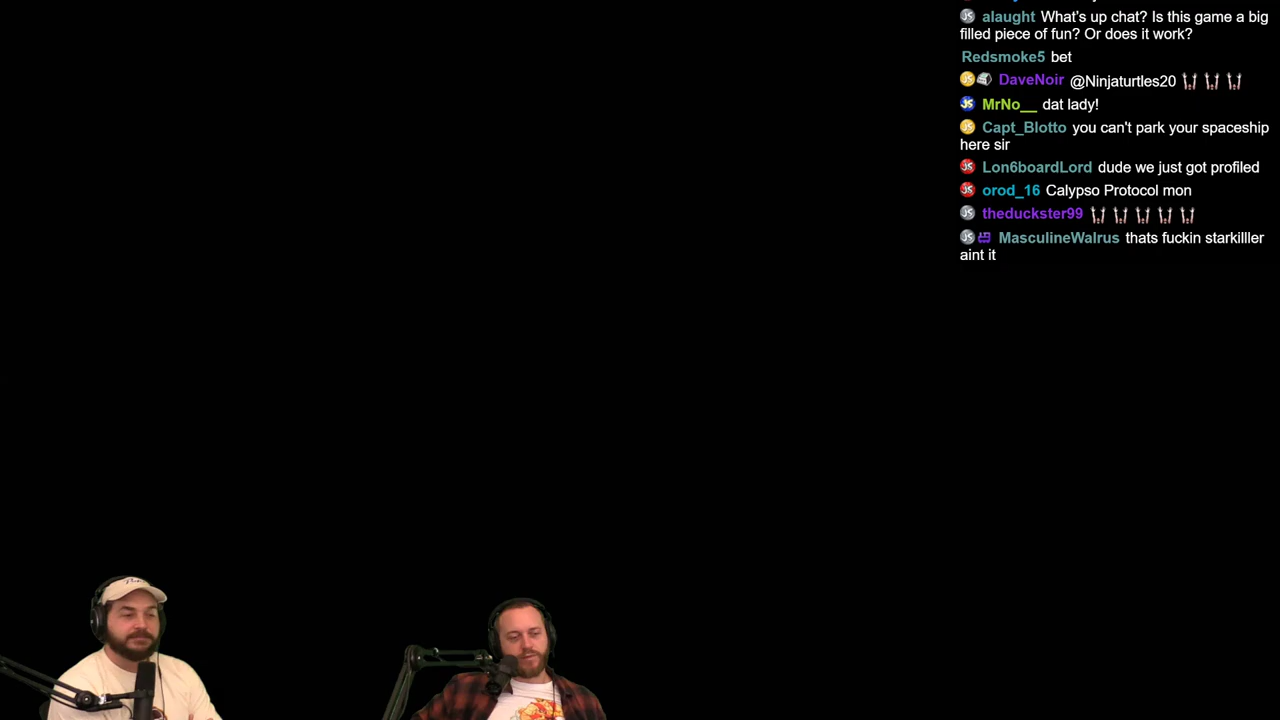 alaught What's up chat? Is this game a big
filled piece of fun? Or does it work?
Redsmoke5 bet
DaveNoir @Ninjaturtles20
MrNo__ dat lady!
Capt_Blotto you can't park your spaceship
here sir
Lon6boardLord dude we just got profiled
orod_16 Calypso Protocol mon
theduckster99
MasculineWalrus thats fuckin starkilller
aint it